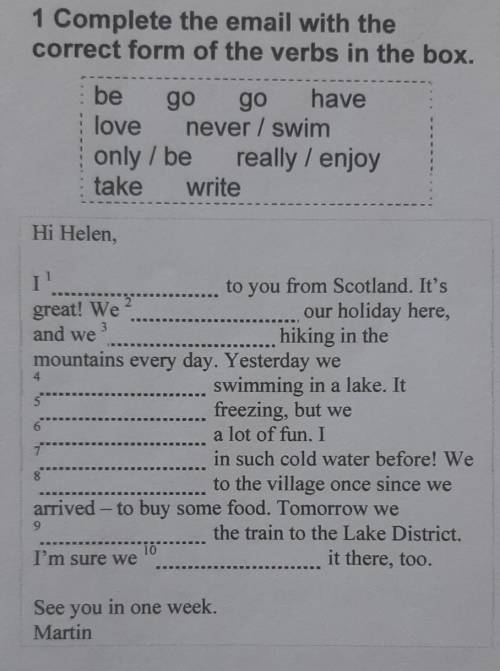 1 Complete the email with the
correct form of the verbs in the box.
be go go have
love never / swim
only / be really / enjoy
take write
Hi Helen,
I 1 ........................ to you from Scotland. It's
great! We 2 ........................ our holiday here,
and we 3 ........................ hiking in the
mountains every day. Yesterday we
4 ........................ swimming in a lake. It
5 ........................ freezing, but we
6 ........................ a lot of fun. I
7 ........................ in such cold water before! We
8 ........................ to the village once since we
arrived – to buy some food. Tomorrow we
9 ........................ the train to the Lake District.
I'm sure we 10 ........................ it there, too.
See you in one week.
Martin